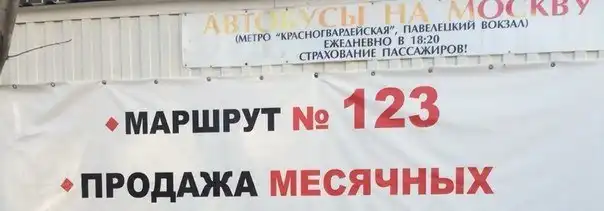 АВТОБУСЫ НА МОСКВУ
(МЕТРО "КРАСНОГВАРДЕЙСКАЯ", ПАВЕЛЕЦКИЙ ВОКЗАЛ)
ЕЖЕДНЕВНО В 18:20
СТРАХОВАНИЕ ПАССАЖИРОВ!
МАРШРУТ № 123
ПРОДАЖА МЕСЯЧНЫХ